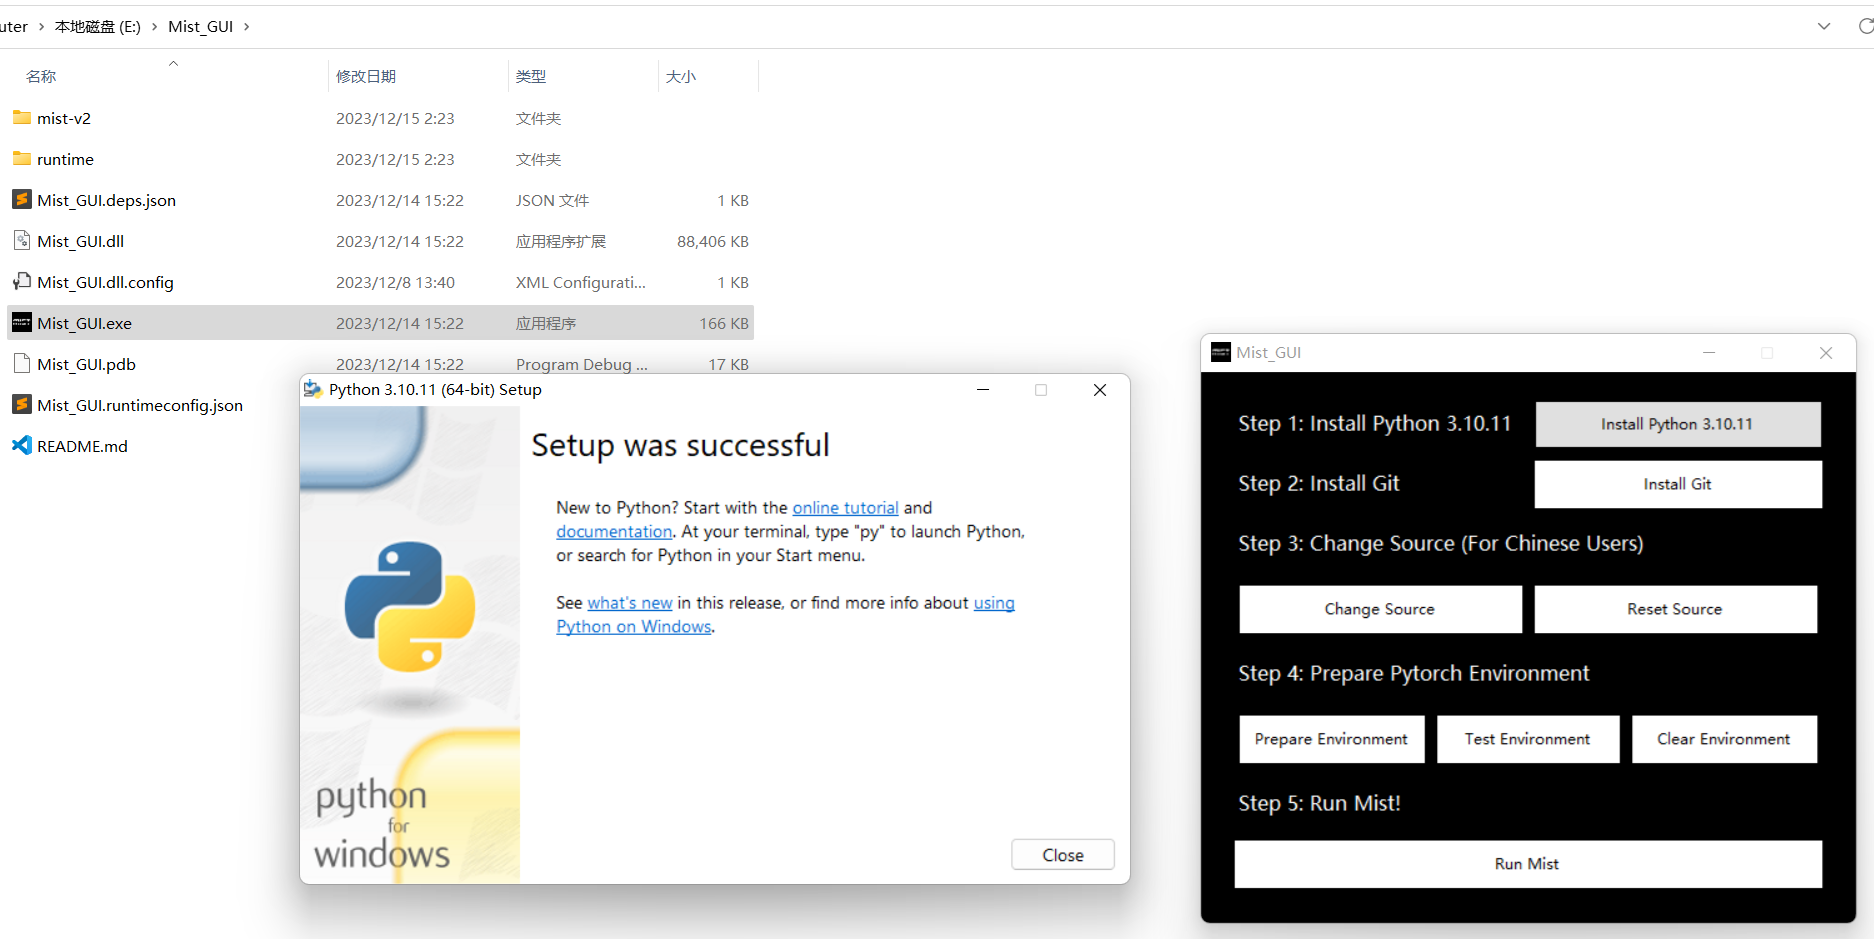 uter › 本地磁盘 (E:) › Mist_GUI ›
名称 修改日期 类型 大小
mist-v2 2023/12/15 2:23 文件夹
runtime 2023/12/15 2:23 文件夹
Mist_GUI.deps.json 2023/12/14 15:22 JSON 文件 1 KB
Mist_GUI.dll 2023/12/14 15:22 应用程序扩展 88,406 KB
Mist_GUI.dll.config 2023/12/8 13:40 XML Configurati... 1 KB
Mist_GUI.exe 2023/12/14 15:22 应用程序 166 KB
Mist_GUI.pdb 2023/12/14 15:22 Program Debug ... 17 KB
Mist_GUI.runtimeconfig.json
README.md
Python 3.10.11 (64-bit) Setup
Setup was successful
New to Python? Start with the online tutorial and
documentation. At your terminal, type "py" to launch Python,
or search for Python in your Start menu.
See what's new in this release, or find more info about using
Python on Windows.
python
for
windows
Close
Mist_GUI
Step 1: Install Python 3.10.11 Install Python 3.10.11
Step 2: Install Git Install Git
Step 3: Change Source (For Chinese Users)
Change Source Reset Source
Step 4: Prepare Pytorch Environment
Prepare Environment Test Environment Clear Environment
Step 5: Run Mist!
Run Mist